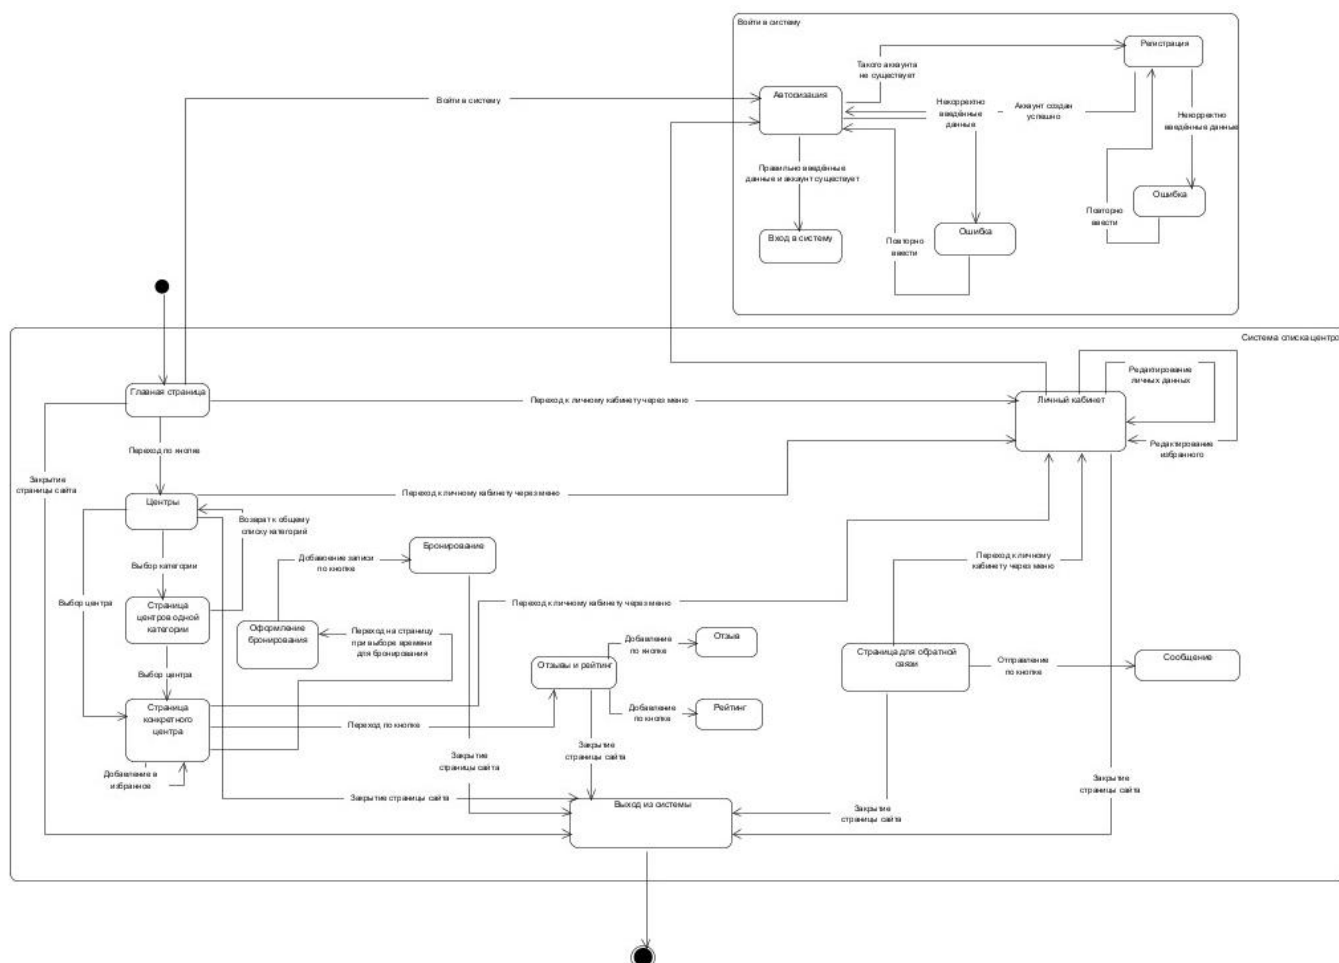 Войти в систему
Регистрация
Такого аккаунта
не существует
Автосизация
Войти в систему
Некорректно
введённые
данные
Аккаунт создан
успешно
Некорректно
введённые данные
Правильно введённые
данные и аккаунт существует
Ошибка
Повторно
ввести
Ошибка
Вход в систему
Повторно
ввести
Система списка центро
Редактирование
личных данных
Главная страница
Переход к личному кабинету через меню
Личный кабинет
Редактирование
избранного
Переход по кнопке
Закрытие
страницы сайта
Центры
Переход к личному кабинету через меню
Возврат к общему
списку категорий
Бронирование
Добавление записи
по кнопке
Переход к личному
кабинету через меню
Выбор категории
Выбор центра
Страница
центров одной
категории
Переход к личному кабинету через меню
Оформление
бронирования
Переход на страницу
при выборе времени
для бронирования
Добавление
по кнопке
Отзыв
Страница для обратной
связи
Отправление
по кнопке
Сообщение
Отзывы и рейтинг
Выбор центра
Страница
конкретного
центра
Переход по кнопке
Добавление
по кнопке
Рейтинг
Закрытие
страницы сайта
Закрытие
страницы сайта
Добавление в
избранное
Закрытие
страницы сайта
Закрытие страницы сайта
Выход из системы
Закрытие
страницы сайта